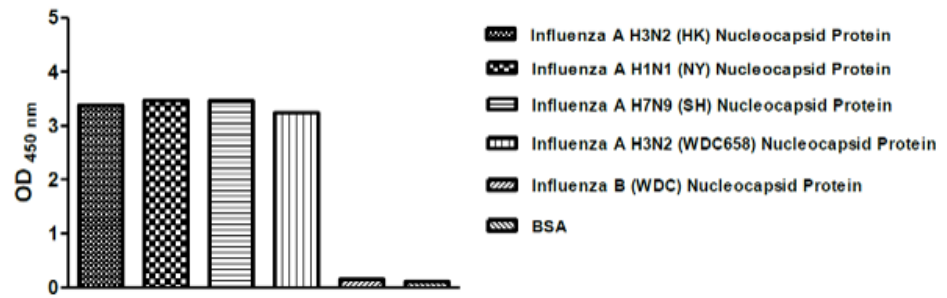 5
4
3
2
1
0
OD 450 nm
Influenza A H3N2 (HK) Nucleocapsid Protein
Influenza A H1N1 (NY) Nucleocapsid Protein
Influenza A H7N9 (SH) Nucleocapsid Protein
Influenza A H3N2 (WDC658) Nucleocapsid Protein
Influenza B (WDC) Nucleocapsid Protein
BSA